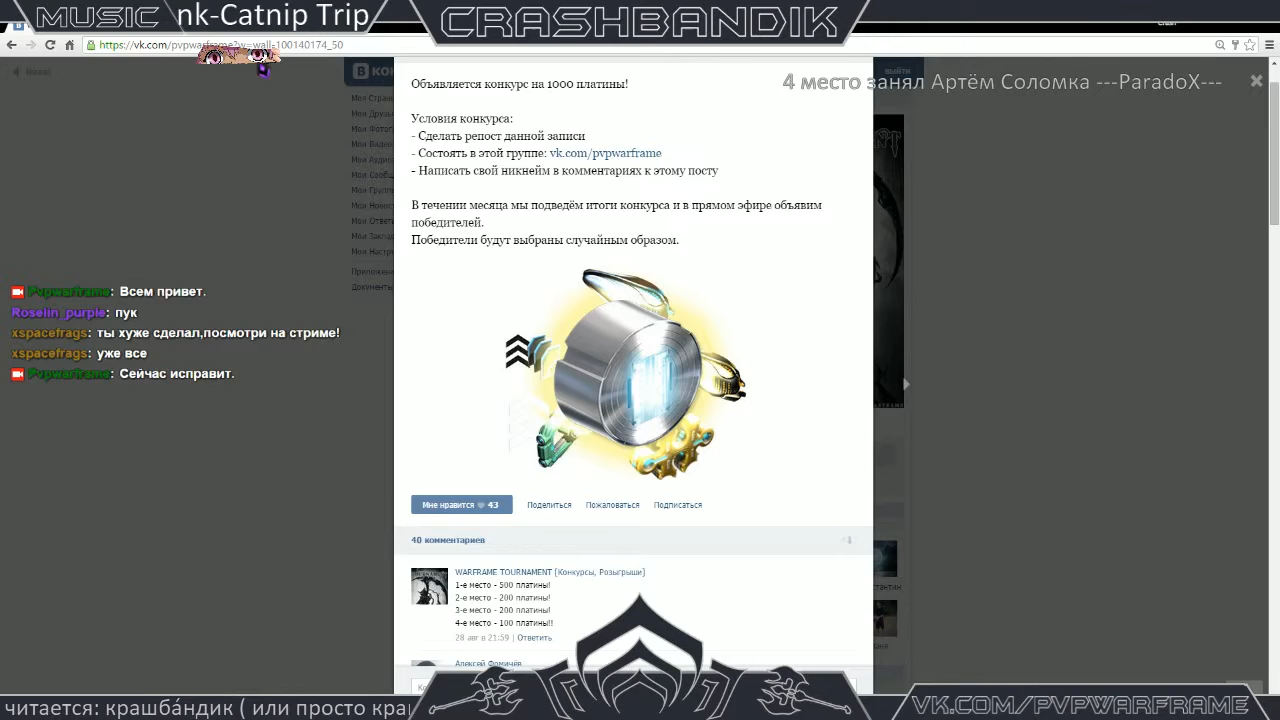 MUSIC
nk-Catnip Trip
CRASHBANDIK
https://vk.com/pvpwarframe?w=wall-100140174_50
4 место занял Артём Соломка ---ParadoX---
Объявляется конкурс на 1000 платины!
Условия конкурса:
- Сделать репост данной записи
- Состоять в этой группе: vk.com/pvpwarframe
- Написать свой никнейм в комментариях к этому посту
В течении месяца мы подведём итоги конкурса и в прямом эфире объявим
победителей.
Победители будут выбраны случайным образом.
Pvpwarframe: Всем привет.
Roselin_purple: пук
xspacefrags: ты хуже сделал,посмотри на стриме!
xspacefrags: уже все
Pvpwarframe: Сейчас исправит.
Мне нравится 43
Поделиться
Пожаловаться
Подписаться
40 комментариев
WARFRAME TOURNAMENT [Конкурсы, Розыгрыши]
1-е место - 500 платины!
2-е место - 200 платины!
3-е место - 200 платины!
4-е место - 100 платины!!
28 авг в 21:59 | Ответить
Алексей Фомичёв
читается: крашбáндик ( или просто кра
VK.COM/PVPWARFRAME